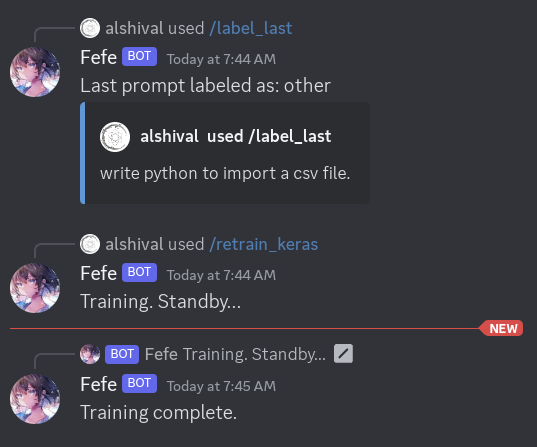 alshival used /label_last
Fefe BOT Today at 7:44 AM
Last prompt labeled as: other
alshival used /label_last
write python to import a csv file.
alshival used /retrain_keras
Fefe BOT Today at 7:44 AM
Training. Standby...
NEW
BOT Fefe Training. Standby...
Fefe BOT Today at 7:45 AM
Training complete.